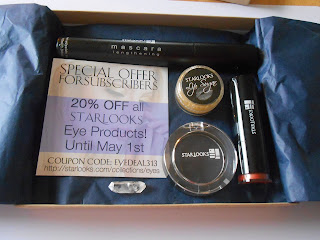 mascara
lengthening
SPECIAL OFFER
FOR SUBSCRIBERS
20% OFF all
STARLOOKS
Eye Products!
Until May 1st
COUPON CODE: EYEDEAL313
http://starlooks.com/collections/eyes
STARLOOKS
STARLOOKS
STARLOOKS